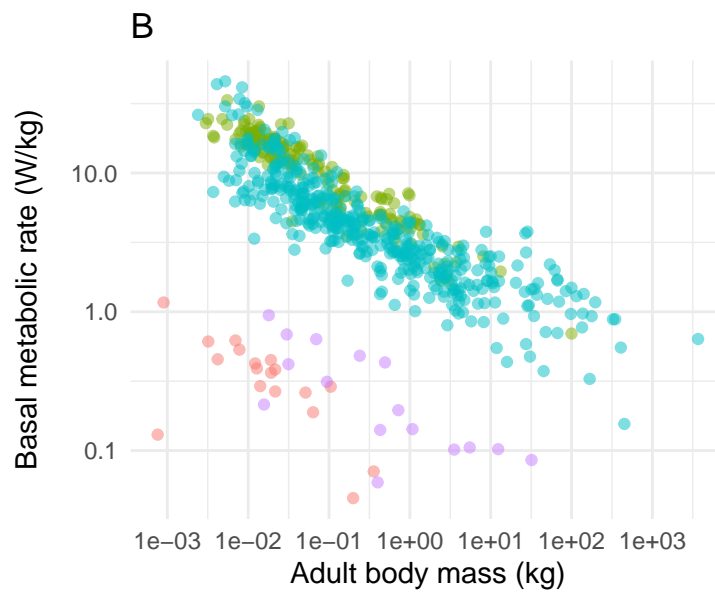 B
Basal metabolic rate (W/kg)
10.0
1.0
0.1
1e−03 1e−02 1e−01 1e+00 1e+01 1e+02 1e+03
Adult body mass (kg)